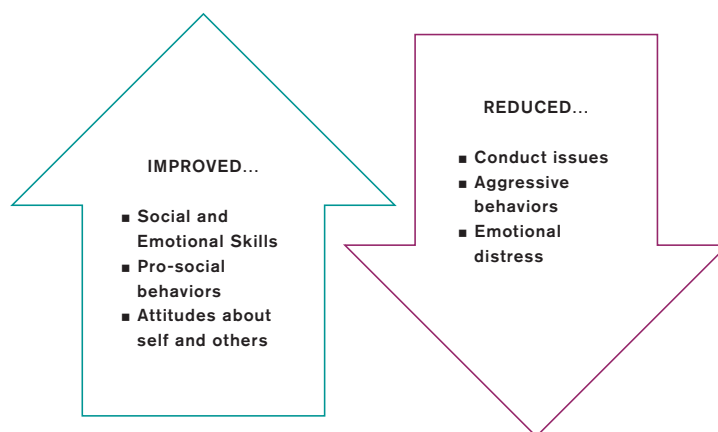 IMPROVED...
■ Social and
Emotional Skills
■ Pro-social
behaviors
■ Attitudes about
self and others
REDUCED...
■ Conduct issues
■ Aggressive
behaviors
■ Emotional
distress